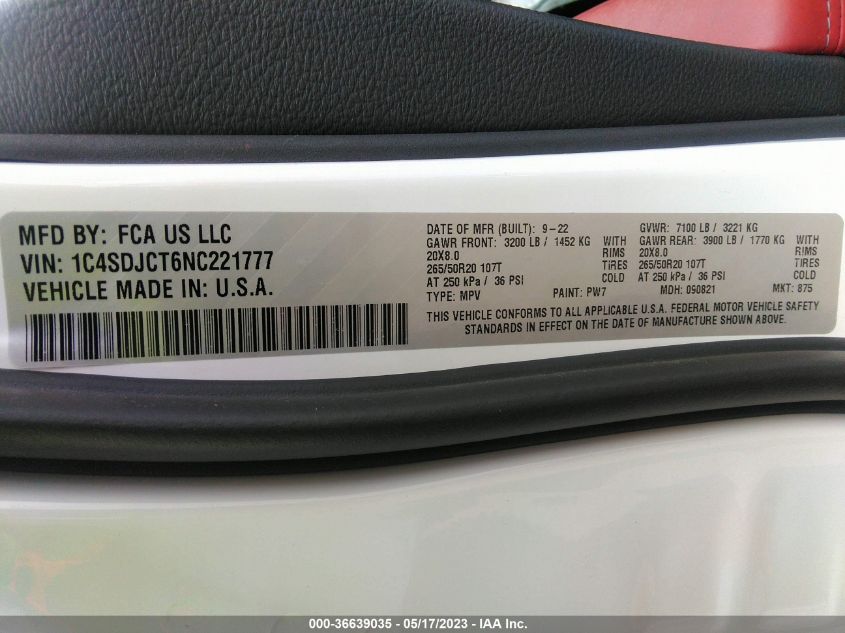 MFD BY: FCA US LLC
VIN: 1C4SDJCT6NC221777
VEHICLE MADE IN: U.S.A.
DATE OF MFR (BUILT): 9-22 GVWR: 7100 LB / 3221 KG
GAWR FRONT: 3200 LB / 1452 KG WITH GAWR REAR: 3900 LB / 1770 KG WITH
20X8.0 RIMS 20X8.0 RIMS
265/50R20 107T TIRES 265/50R20 107T TIRES
AT 250 kPa / 36 PSI COLD AT 250 kPa / 36 PSI COLD
TYPE: MPV PAINT: PW7 MDH: 090821 MKT: 875
THIS VEHICLE CONFORMS TO ALL APPLICABLE U.S.A. FEDERAL MOTOR VEHICLE SAFETY
STANDARDS IN EFFECT ON THE DATE OF MANUFACTURE SHOWN ABOVE.
000-36639035 - 05/17/2023 - IAA Inc.